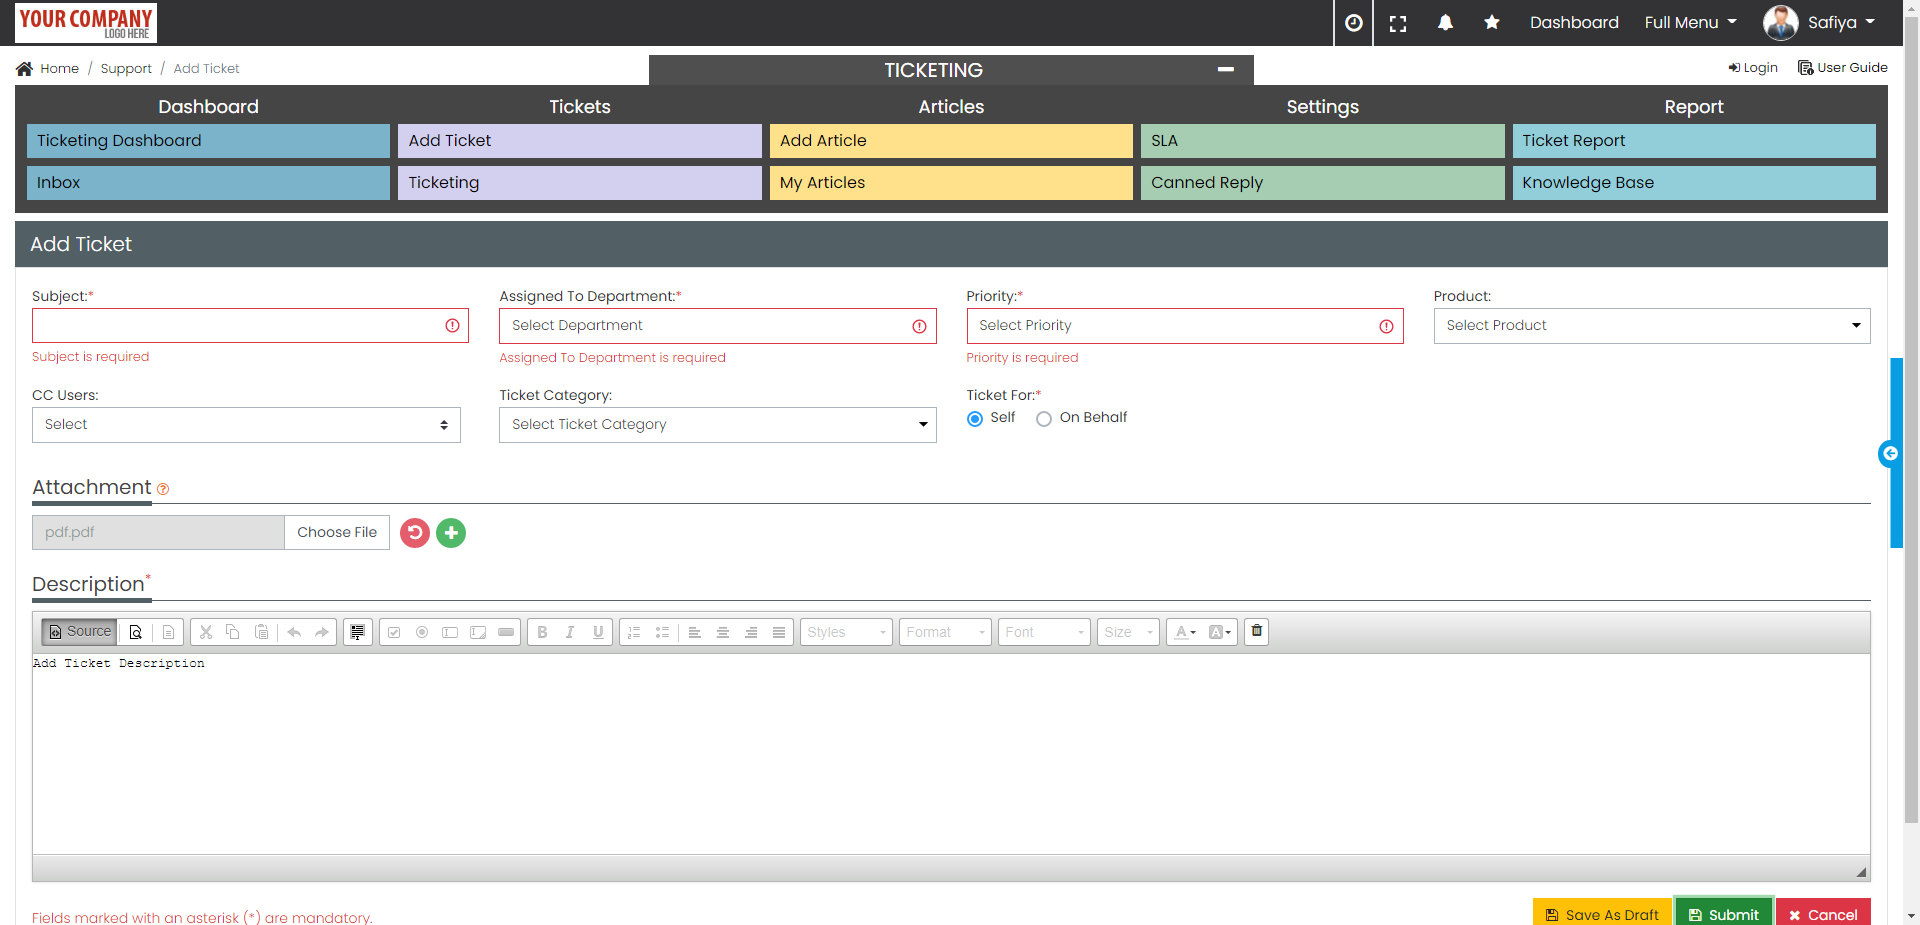 YOUR COMPANY
LOGO HERE
Dashboard Full Menu Safiya
Home / Support / Add Ticket
TICKETING
Login User Guide
Dashboard Tickets Articles Settings Report
Ticketing Dashboard Add Ticket Add Article SLA Ticket Report
Inbox Ticketing My Articles Canned Reply Knowledge Base
Add Ticket
Subject:* Assigned To Department:* Priority:* Product:
Select Department Select Priority Select Product
Subject is required Assigned To Department is required Priority is required
CC Users: Ticket Category: Ticket For:*
Select Select Ticket Category Self On Behalf
Attachment
pdf.pdf Choose File
Description*
Source B I U Styles Format Font Size A A
Add Ticket Description
Fields marked with an asterisk (*) are mandatory.
Save As Draft Submit Cancel